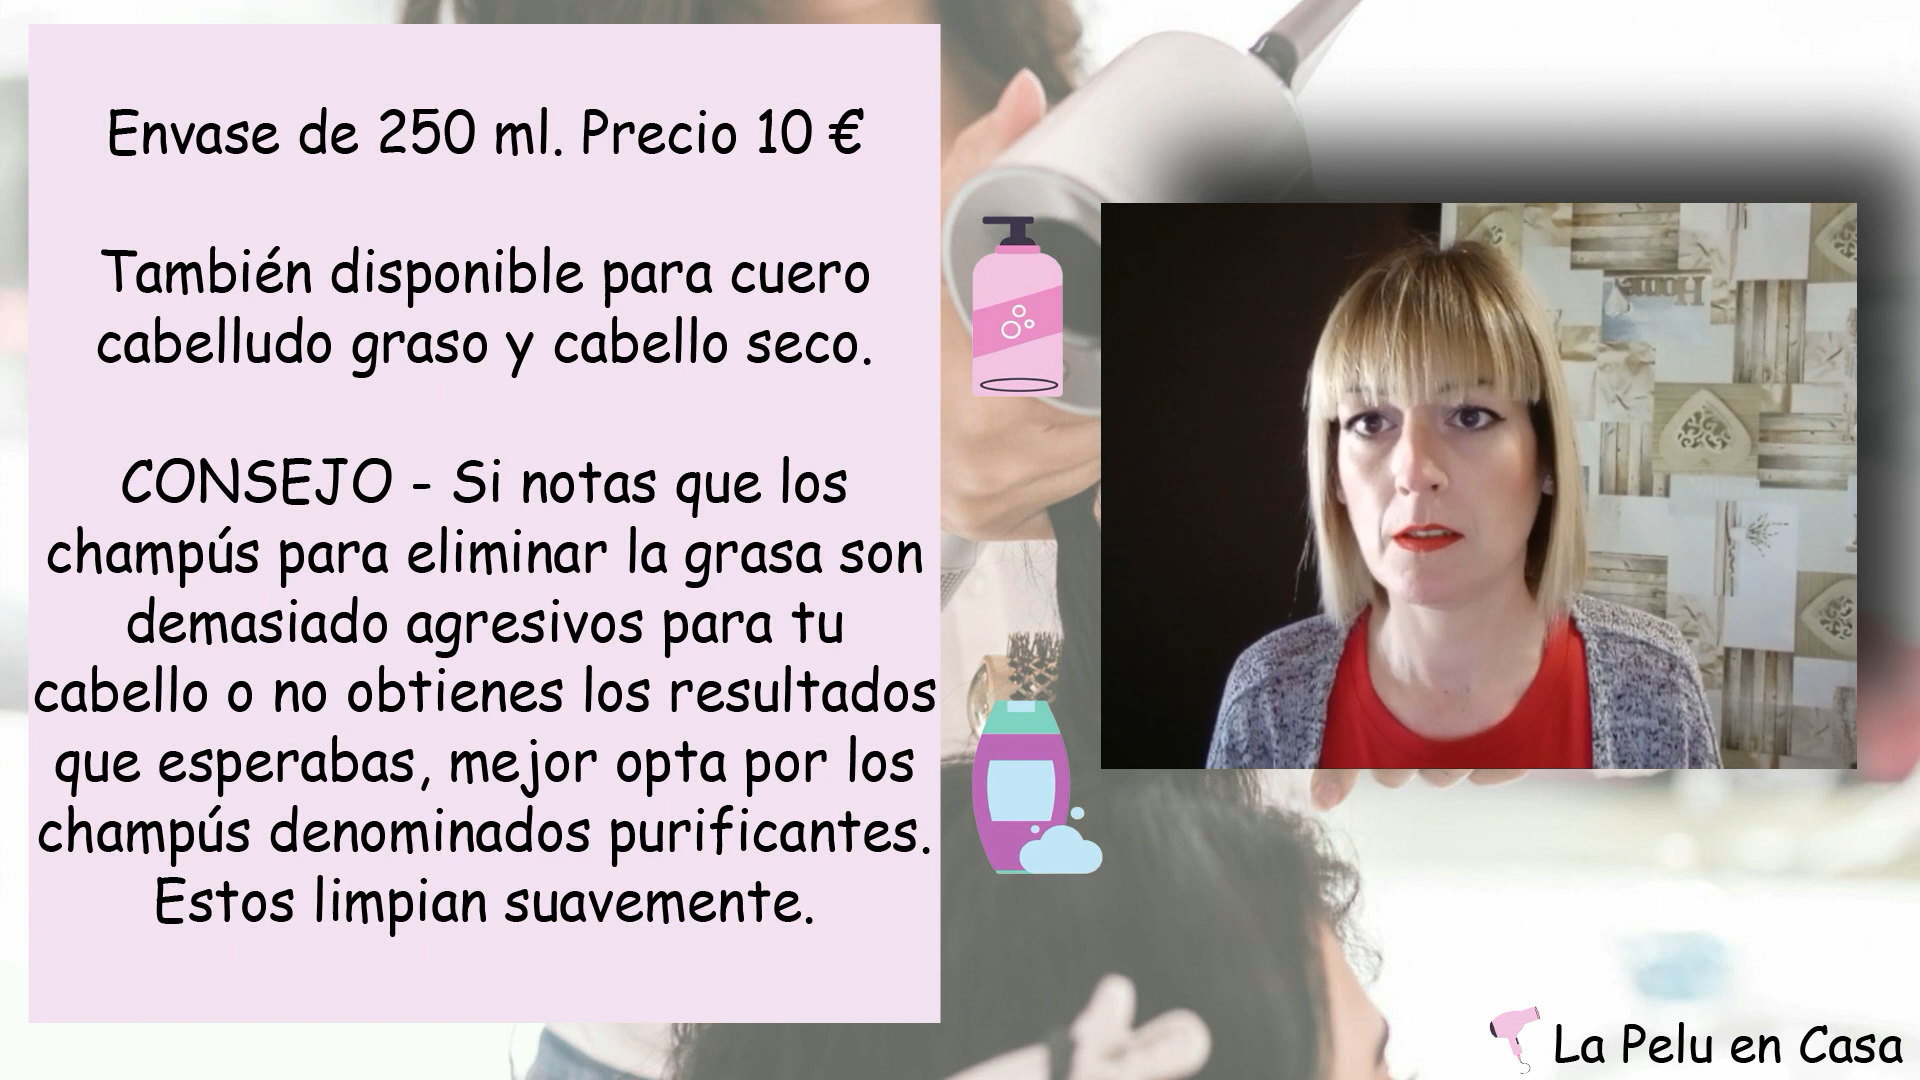 Envase de 250 ml. Precio 10 €
También disponible para cuero
cabelludo graso y cabello seco.
CONSEJO - Si notas que los
champús para eliminar la grasa son
demasiado agresivos para tu
cabello o no obtienes los resultados
que esperabas, mejor opta por los
champús denominados purificantes.
Estos limpian suavemente.
La Pelu en Casa